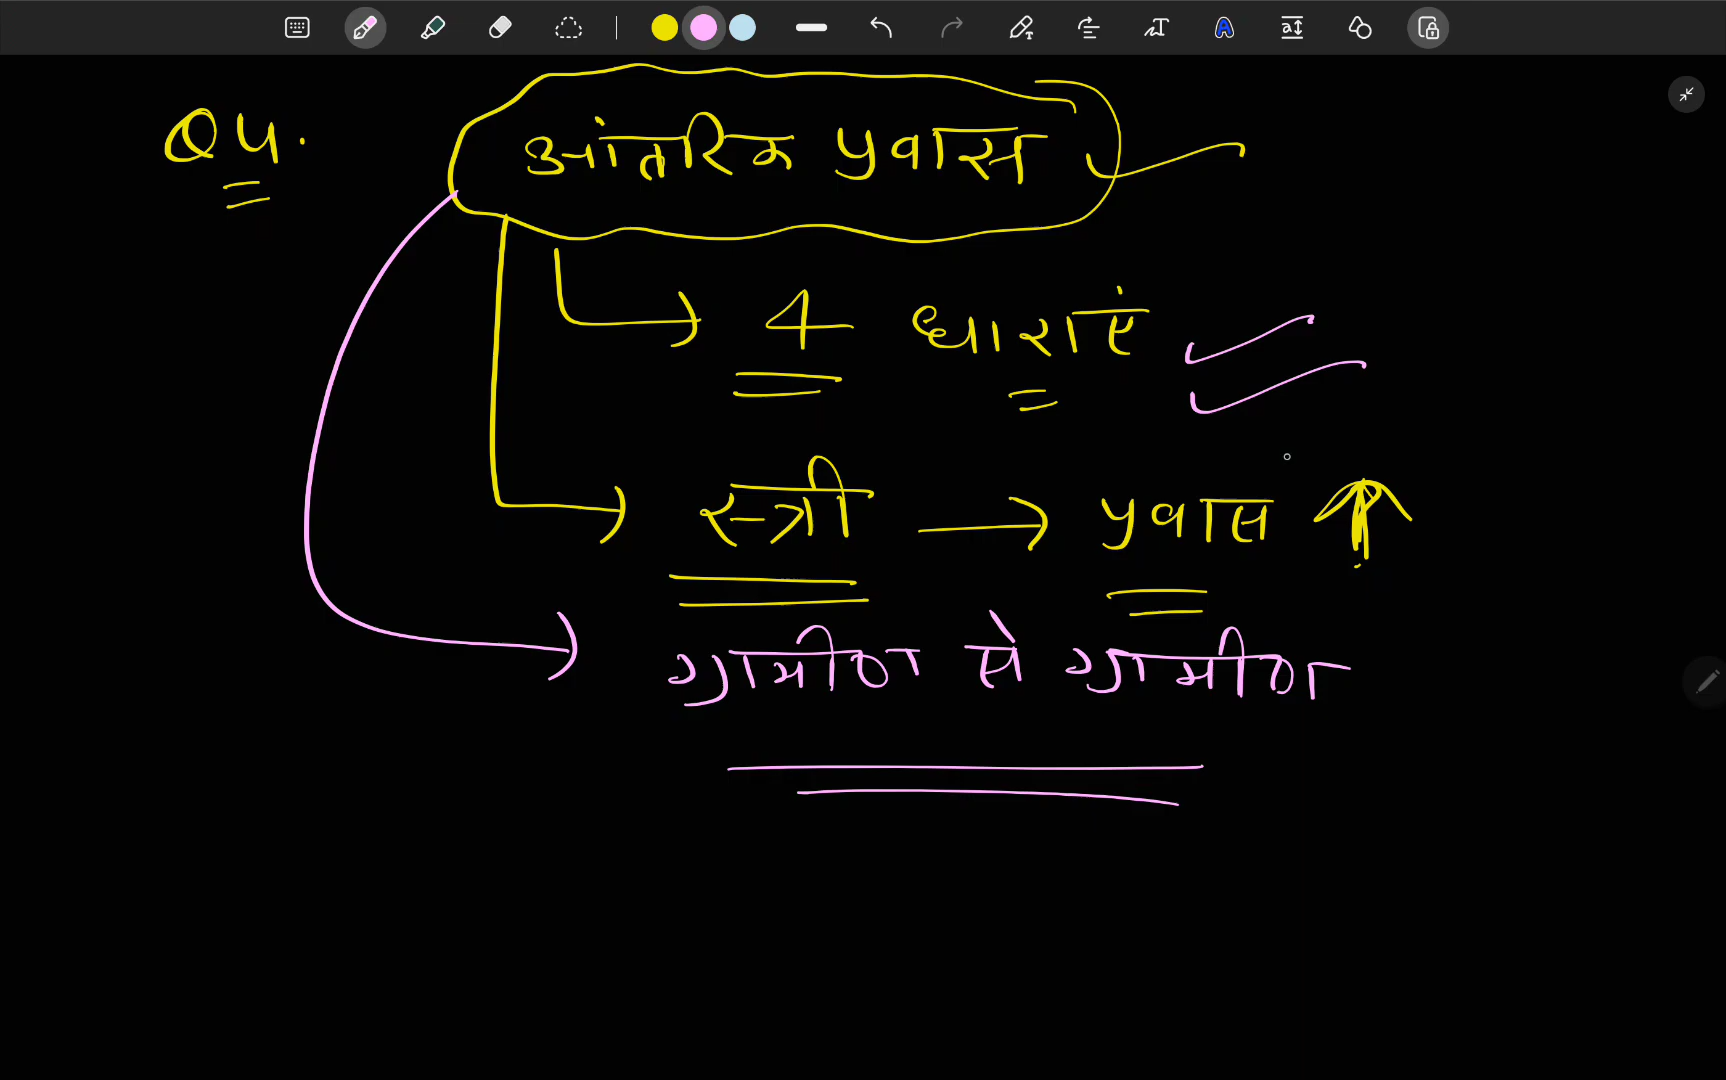 Q4. आंतरिक प्रवास
4 धाराएं
स्त्री → प्रवास ↑
ग्रामीण से ग्रामीण